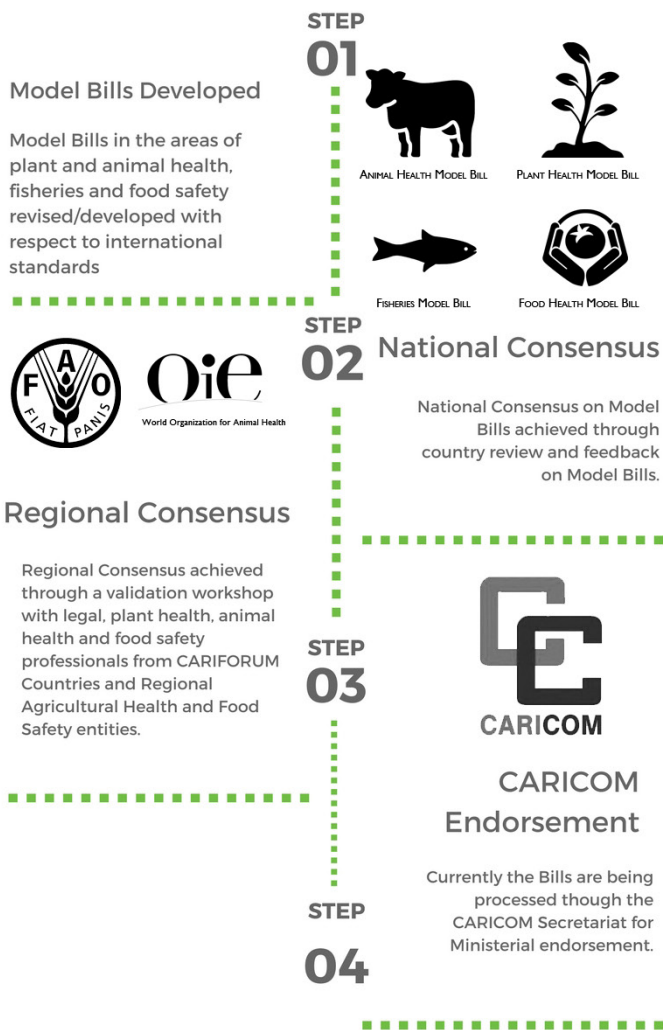 STEP
01
Model Bills Developed
Model Bills in the areas of
plant and animal health,
fisheries and food safety
revised/developed with
respect to international
standards
ANIMAL HEALTH MODEL BILL
PLANT HEALTH MODEL BILL
FISHERIES MODEL BILL
FOOD HEALTH MODEL BILL
STEP
02
National Consensus
National Consensus on Model
Bills achieved through
country review and feedback
on Model Bills.
F A O
FIAT PANIS
Oie
World Organization for Animal Health
Regional Consensus
Regional Consensus achieved
through a validation workshop
with legal, plant health, animal
health and food safety
professionals from CARIFORUM
Countries and Regional
Agricultural Health and Food
Safety entities.
STEP
03
CARICOM
CARICOM
Endorsement
Currently the Bills are being
processed though the
CARICOM Secretariat for
Ministerial endorsement.
STEP
04